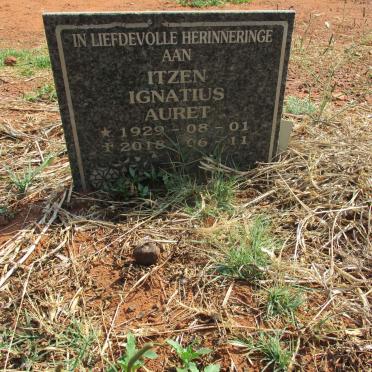 IN LIEFDEVOLLE HERINNERINGE
AAN
ITZEN
IGNATIUS
AURET
★ 1929 - 08 - 01
✝ 2018 - 06 - 11